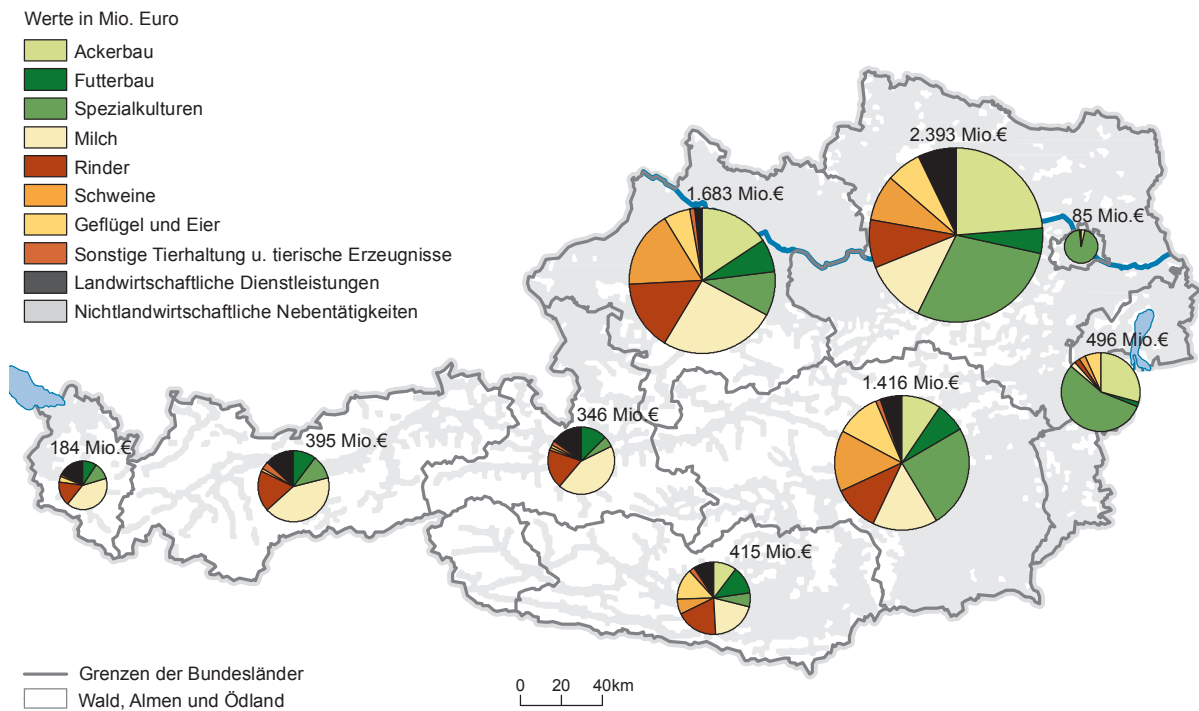 Werte in Mio. Euro
Ackerbau
Futterbau
Spezialkulturen
Milch
Rinder
Schweine
Geflügel und Eier
Sonstige Tierhaltung u. tierische Erzeugnisse
Landwirtschaftliche Dienstleistungen
Nichtlandwirtschaftliche Nebentätigkeiten
2.393 Mio.€
1.683 Mio.€
85 Mio.€
496 Mio.€
1.416 Mio.€
346 Mio.€
184 Mio.€
395 Mio.€
415 Mio.€
Grenzen der Bundesländer
Wald, Almen und Ödland
0 20 40km